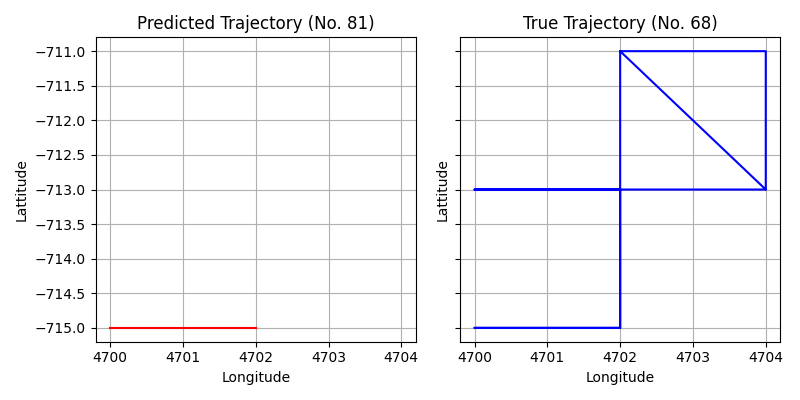 Predicted Trajectory (No. 81)
True Trajectory (No. 68)
−711.0
−711.5
−712.0
−712.5
−713.0
−713.5
−714.0
−714.5
−715.0
Lattitude
Lattitude
4700 4701 4702 4703 4704
4700 4701 4702 4703 4704
Longitude
Longitude